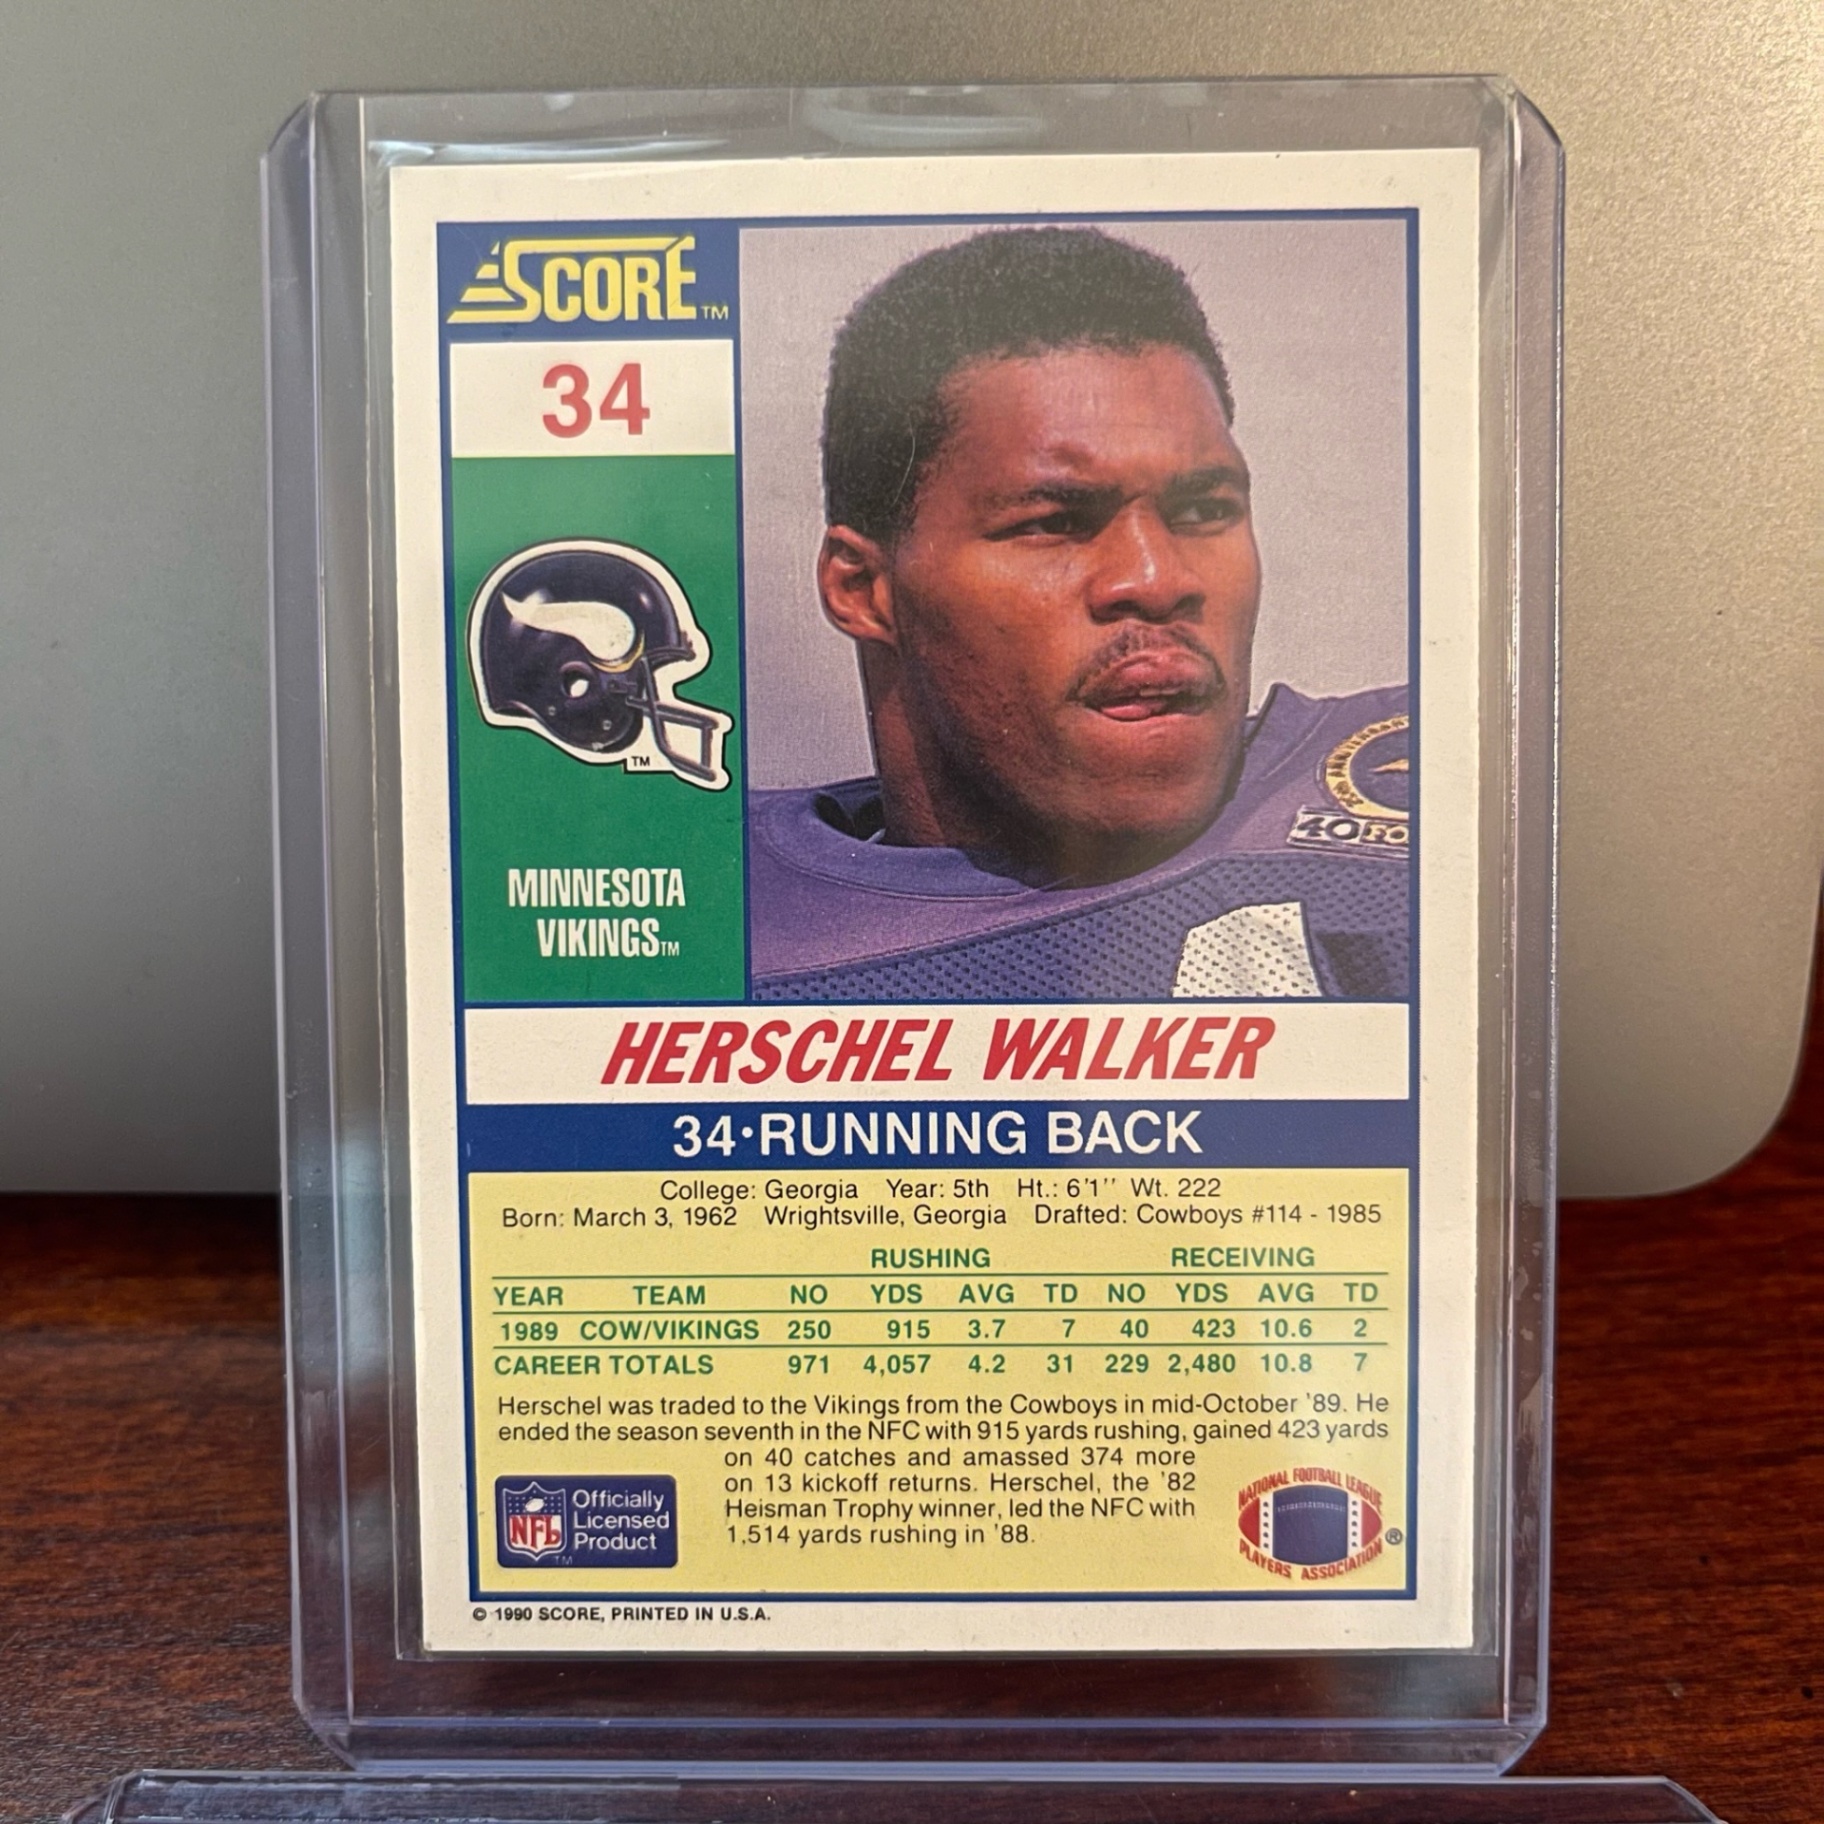 SCORE™
34
TM
MINNESOTA
VIKINGS™
40 FO
HERSCHEL WALKER
34·RUNNING BACK
College: Georgia Year: 5th Ht.: 6'1'' Wt. 222
Born: March 3, 1962 Wrightsville, Georgia Drafted: Cowboys #114 - 1985
RUSHING RECEIVING
YEAR TEAM NO YDS AVG TD NO YDS AVG TD
1989 COW/VIKINGS 250 915 3.7 7 40 423 10.6 2
CAREER TOTALS 971 4,057 4.2 31 229 2,480 10.8 7
Herschel was traded to the Vikings from the Cowboys in mid-October '89. He
ended the season seventh in the NFC with 915 yards rushing, gained 423 yards
on 40 catches and amassed 374 more
on 13 kickoff returns. Herschel, the '82
Heisman Trophy winner, led the NFC with
1,514 yards rushing in '88.
NFL
Officially
Licensed
Product
TM
NATIONAL FOOTBALL LEAGUE
PLAYERS ASSOCIATION
®
© 1990 SCORE, PRINTED IN U.S.A.